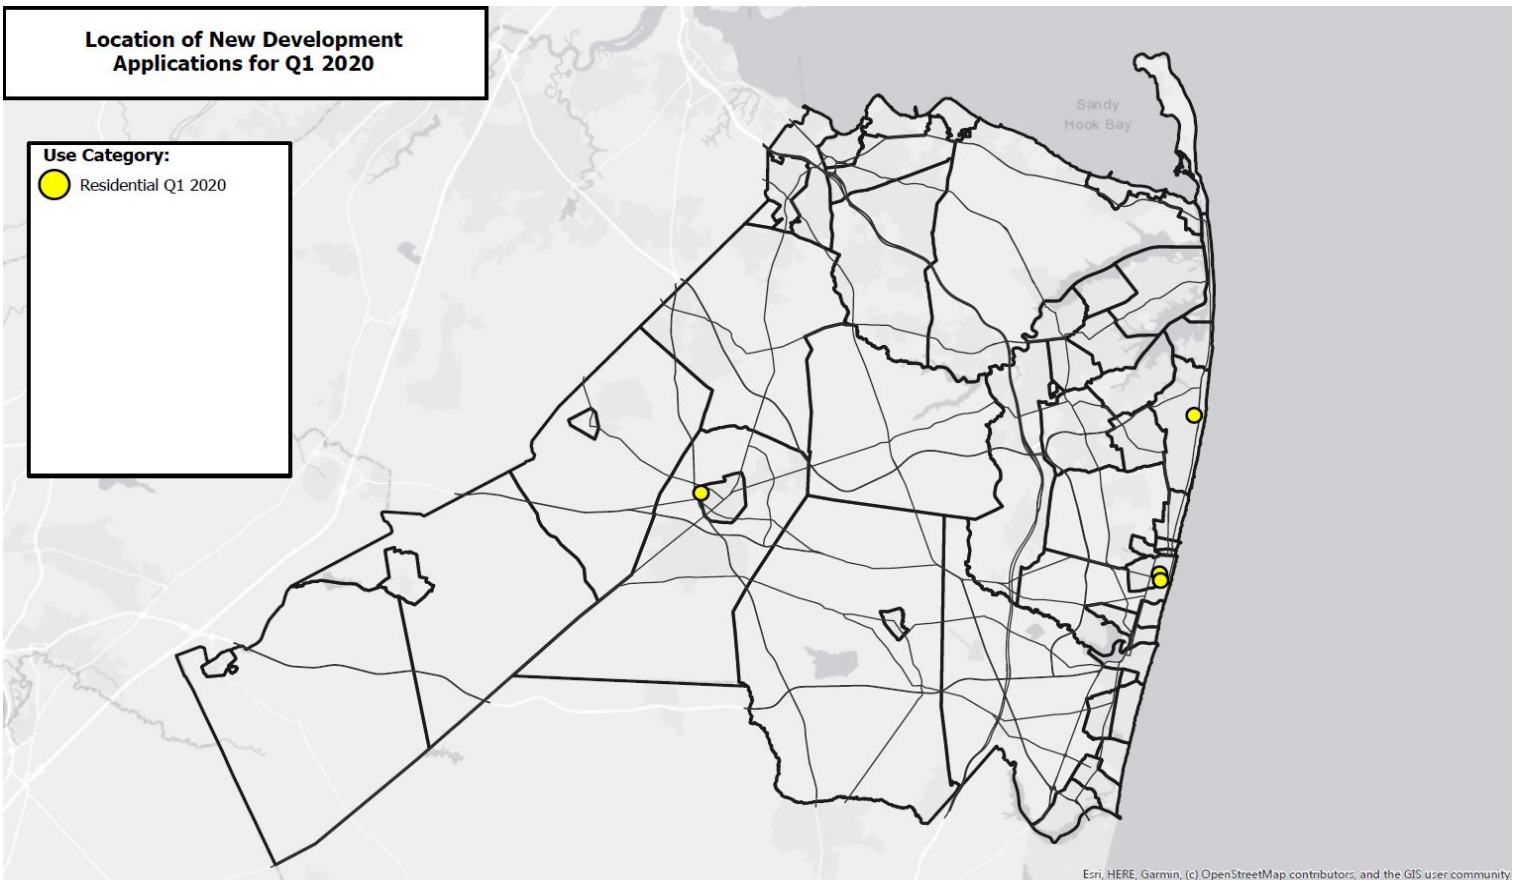 Location of New Development
Applications for Q1 2020
Use Category:
Residential Q1 2020
Sandy
Hook Bay
Esri, HERE, Garmin, (c) OpenStreetMap contributors, and the GIS user community